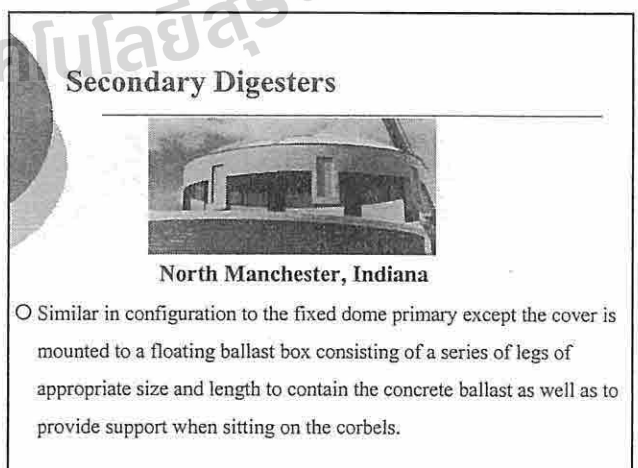 Secondary Digesters
North Manchester, Indiana
Similar in configuration to the fixed dome primary except the cover is
mounted to a floating ballast box consisting of a series of legs of
appropriate size and length to contain the concrete ballast as well as to
provide support when sitting on the corbels.